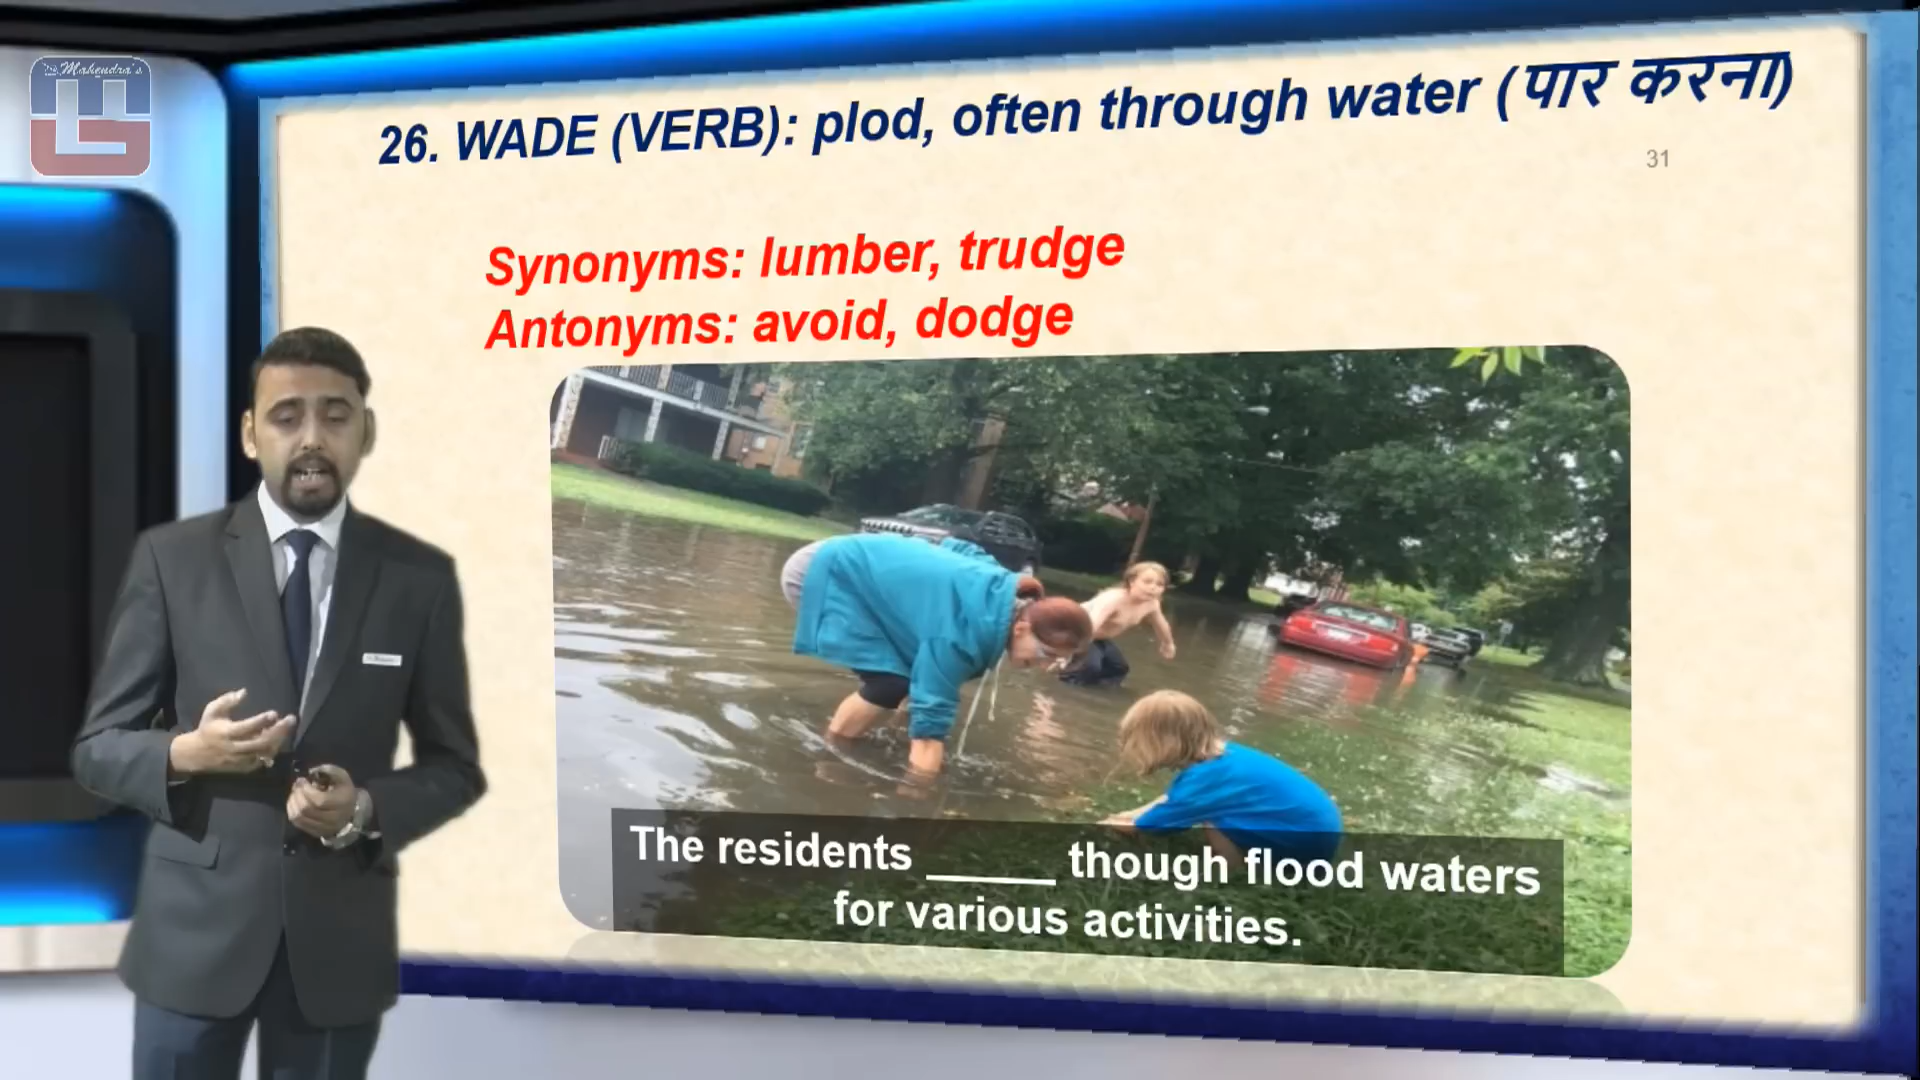 Mahendra's
26. WADE (VERB): plod, often through water (पार करना)
31
Synonyms: lumber, trudge
Antonyms: avoid, dodge
The residents _____ though flood waters
for various activities.